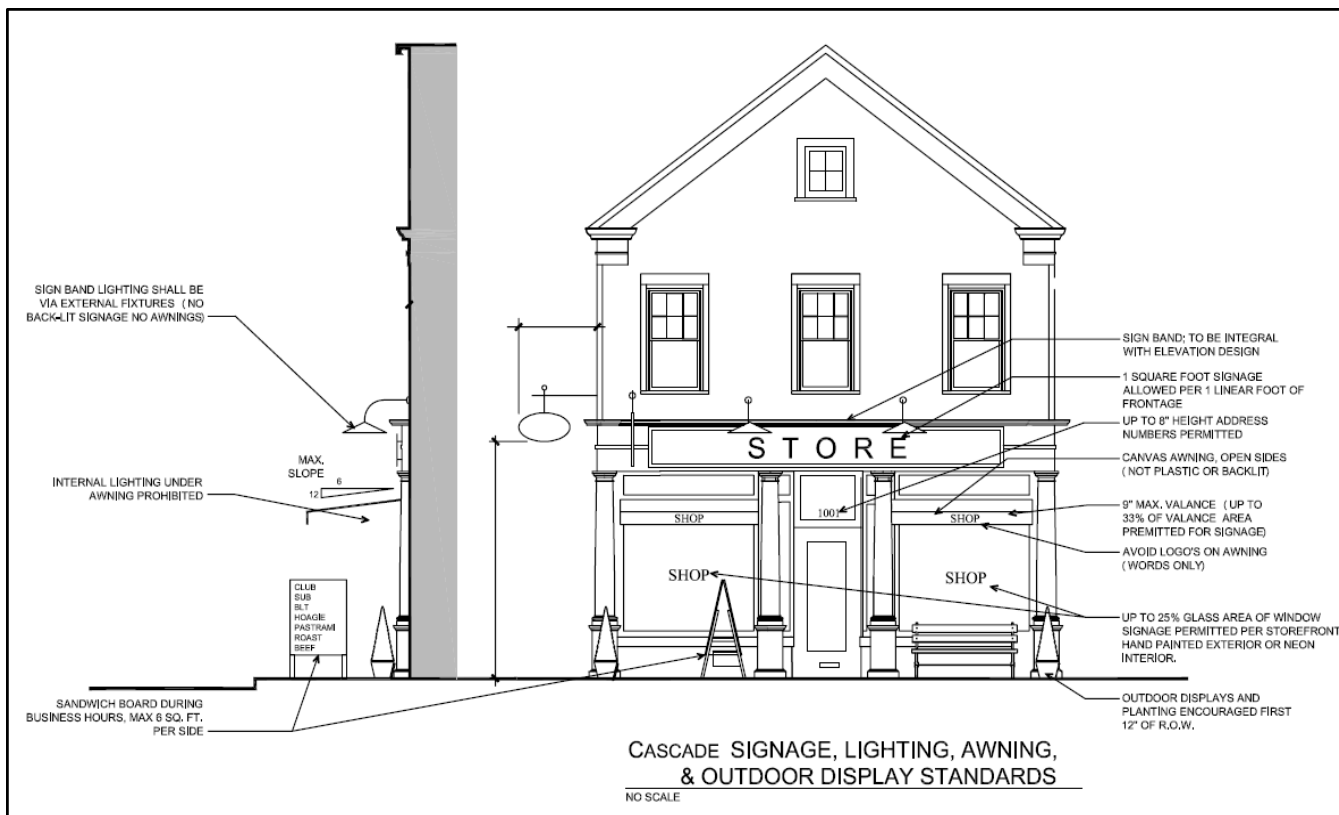 SIGN BAND LIGHTING SHALL BE
VIA EXTERNAL FIXTURES (NO
BACK-LIT SIGNAGE NO AWNINGS)
MAX.
SLOPE
6
12
INTERNAL LIGHTING UNDER
AWNING PROHIBITED
CLUB
SUB
BLT
HOAGIE
PASTRAMI
ROAST
BEEF
SANDWICH BOARD DURING
BUSINESS HOURS, MAX 6 SQ. FT.
PER SIDE
STORE
1001
SHOP
SHOP
SHOP
SHOP
SIGN BAND; TO BE INTEGRAL
WITH ELEVATION DESIGN
1 SQUARE FOOT SIGNAGE
ALLOWED PER 1 LINEAR FOOT OF
FRONTAGE
UP TO 8" HEIGHT ADDRESS
NUMBERS PERMITTED
CANVAS AWNING, OPEN SIDES
(NOT PLASTIC OR BACKLIT)
9" MAX. VALANCE (UP TO
33% OF VALANCE AREA
PREMITTED FOR SIGNAGE)
AVOID LOGO'S ON AWNING
(WORDS ONLY)
UP TO 25% GLASS AREA OF WINDOW
SIGNAGE PERMITTED PER STOREFRONT
HAND PAINTED EXTERIOR OR NEON
INTERIOR.
OUTDOOR DISPLAYS AND
PLANTING ENCOURAGED FIRST
12" OF R.O.W.
CASCADE SIGNAGE, LIGHTING, AWNING,
& OUTDOOR DISPLAY STANDARDS
NO SCALE